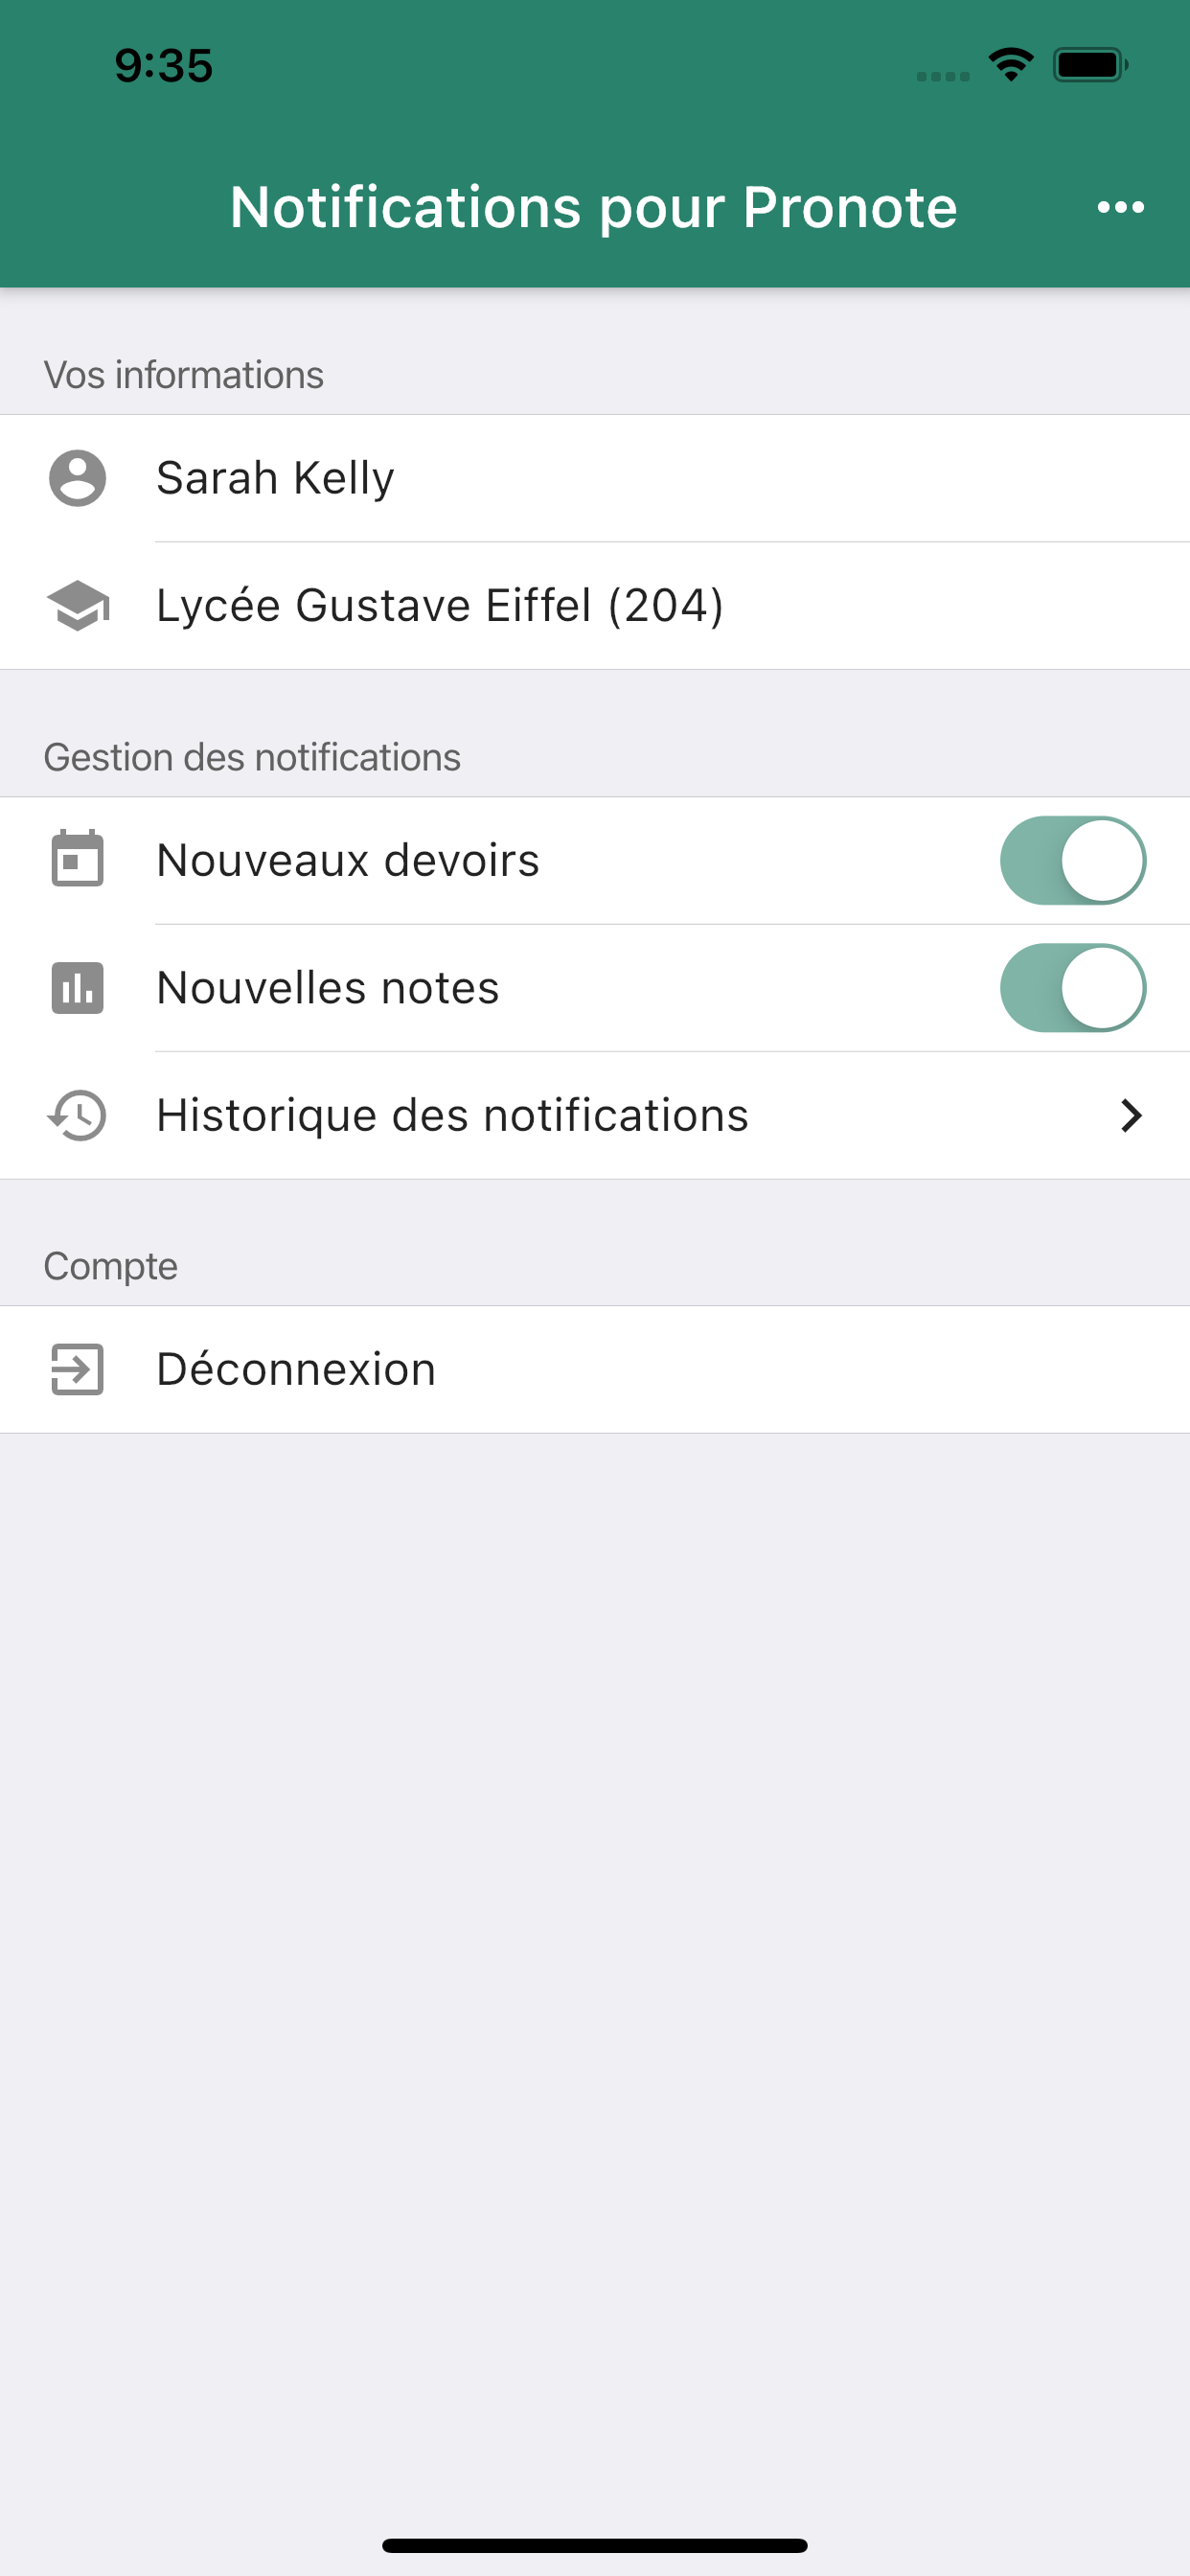 9:35
Notifications pour Pronote
Vos informations
Sarah Kelly
Lycée Gustave Eiffel (204)
Gestion des notifications
Nouveaux devoirs
Nouvelles notes
Historique des notifications
Compte
Déconnexion